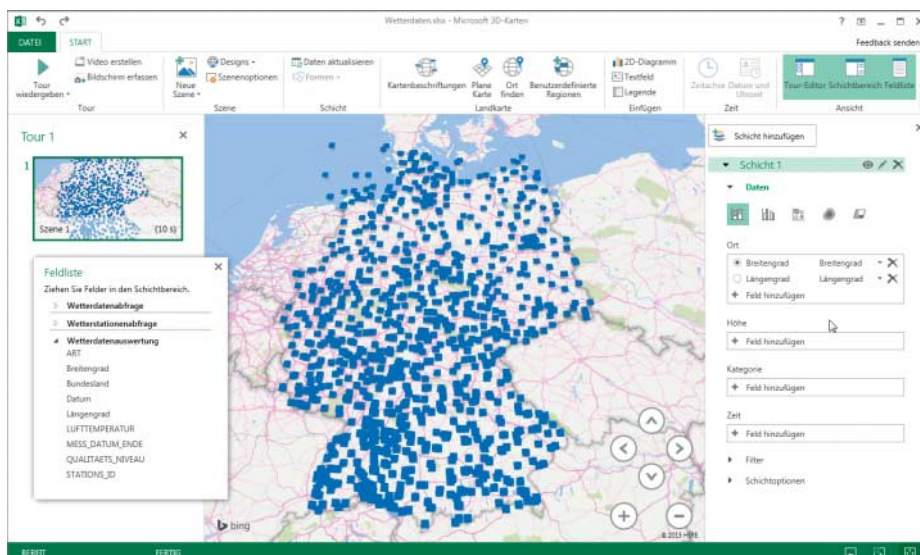 Wetterdaten.xlsx - Microsoft 3D-Karten
DATEI
START
Feedback senden
Tour wiedergeben
Video erstellen
Bildschirm erfassen
Tour
Neue Szene
Designs
Szenenoptionen
Szene
Daten aktualisieren
Formen
Schicht
Kartenbeschriftungen
Plane Karte
Ort finden
Benutzerdefinierte Regionen
Landkarte
2D-Diagramm
Textfeld
Legende
Einfügen
Zeitachse
Datum und Uhrzeit
Zeit
Tour-Editor
Schichtbereich
Feldliste
Ansicht
Tour 1
1
Szene 1
(10 s)
Feldliste
Ziehen Sie Felder in den Schichtbereich.
Wetterdatenabfrage
Wetterstationenabfrage
Wetterdatenauswertung
ART
Breitengrad
Bundesland
Datum
Längengrad
LUFTTEMPERATUR
MESS_DATUM_ENDE
QUALITAETS_NIVEAU
STATIONS_ID
bing
© 2013 HERE
Schicht hinzufügen
Schicht 1
Daten
Ort
Breitengrad Breitengrad
Längengrad Längengrad
Feld hinzufügen
Höhe
Feld hinzufügen
Kategorie
Feld hinzufügen
Zeit
Feld hinzufügen
Filter
Schichtoptionen
BEREIT
FERTIG